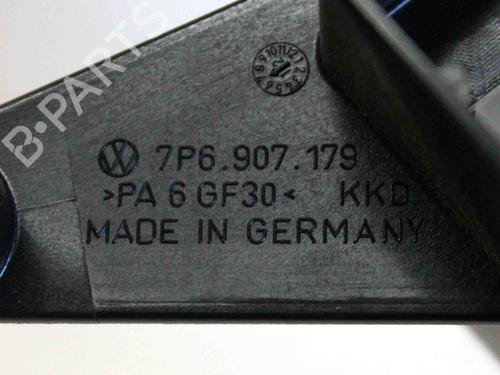 7P6.907.179
>PA 6 GF30< KKD
MADE IN GERMANY
B-PARTS